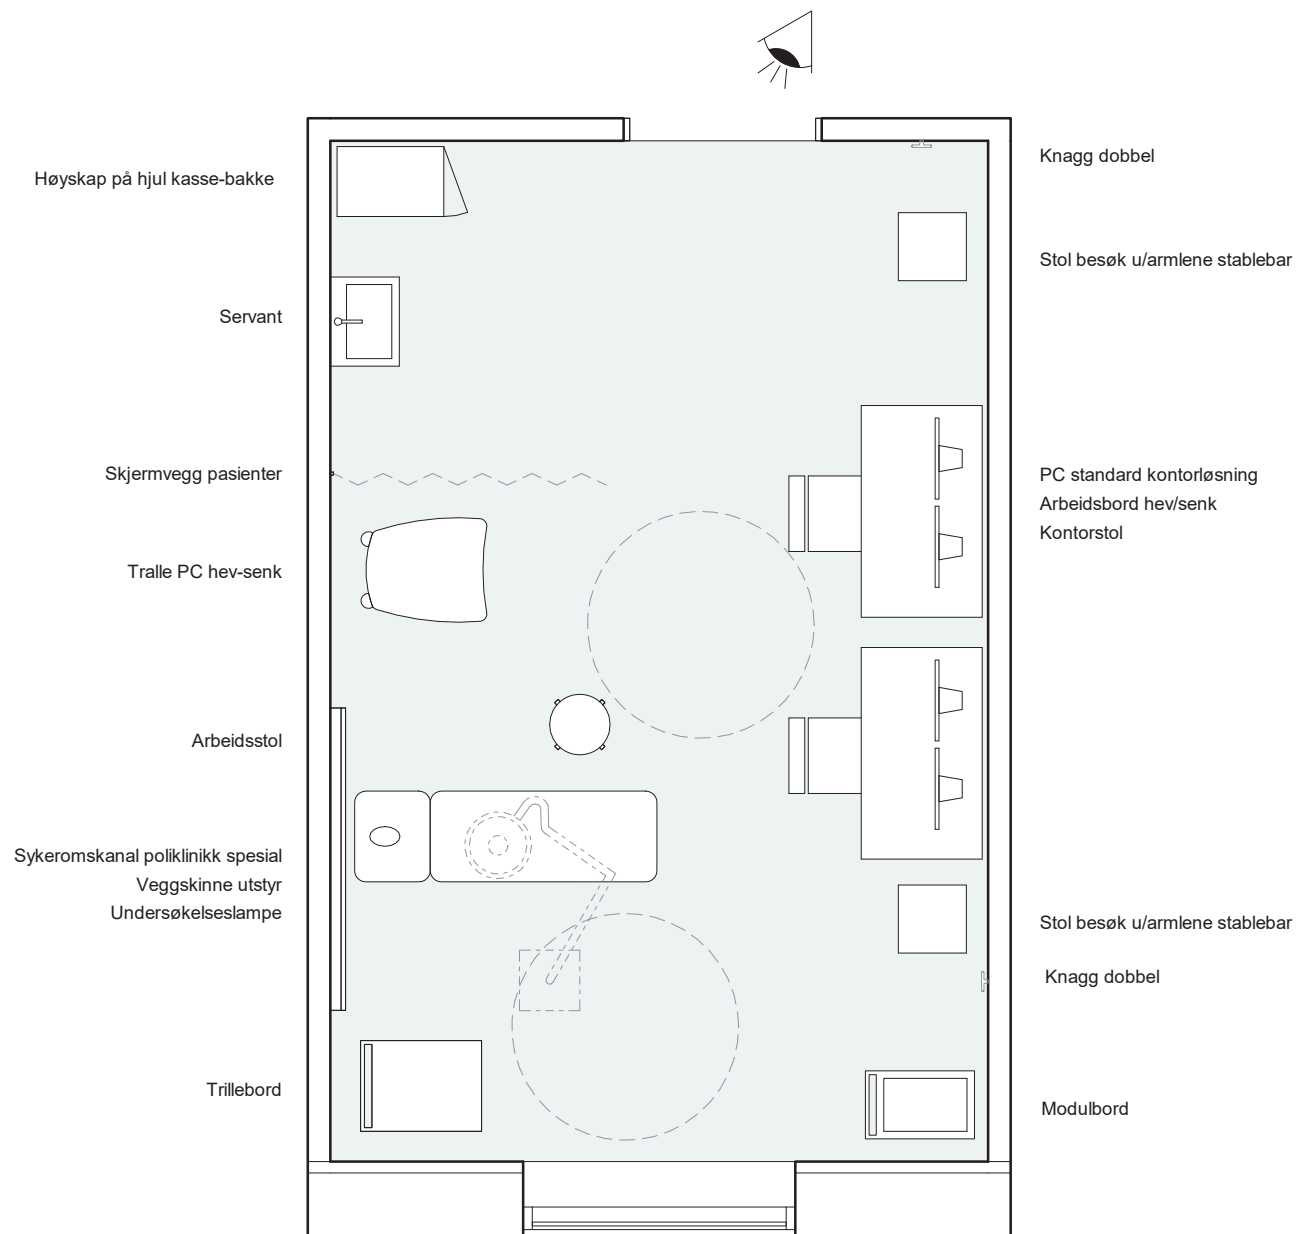 Knagg dobbel
Høyskap på hjul kasse-bakke
Stol besøk u/armlene stablebar
Servant
Skjermvegg pasienter
PC standard kontorløsning
Arbeidsbord hev/senk
Kontorstol
Tralle PC hev-senk
Arbeidsstol
Sykeromskanal poliklinikk spesial
Veggskinne utstyr
Undersøkelseslampe
Stol besøk u/armlene stablebar
Knagg dobbel
Trillebord
Modulbord